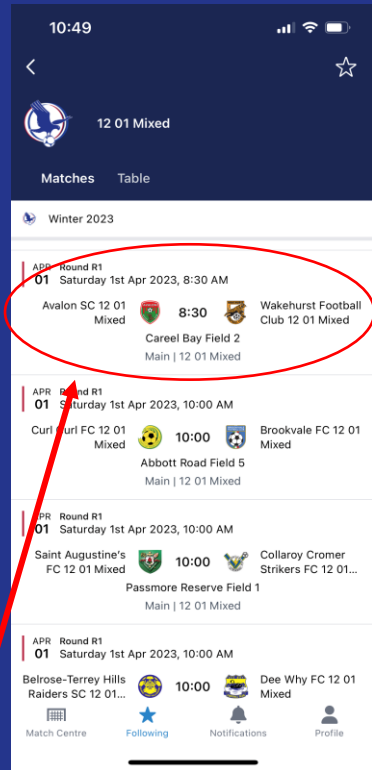 10:49
12 01 Mixed
Matches Table
Winter 2023
APR Round R1
01 Saturday 1st Apr 2023, 8:30 AM
Avalon SC 12 01 Mixed 8:30 Wakehurst Football Club 12 01 Mixed
Careel Bay Field 2
Main | 12 01 Mixed
APR Round R1
01 Saturday 1st Apr 2023, 10:00 AM
Curl Curl FC 12 01 Mixed 10:00 Brookvale FC 12 01 Mixed
Abbott Road Field 5
Main | 12 01 Mixed
APR Round R1
01 Saturday 1st Apr 2023, 10:00 AM
Saint Augustine's FC 12 01 Mixed 10:00 Collaroy Cromer Strikers FC 12 01...
Passmore Reserve Field 1
Main | 12 01 Mixed
APR Round R1
01 Saturday 1st Apr 2023, 10:00 AM
Belrose-Terrey Hills Raiders SC 12 01... 10:00 Dee Why FC 12 01 Mixed
Match Centre Following Notifications Profile